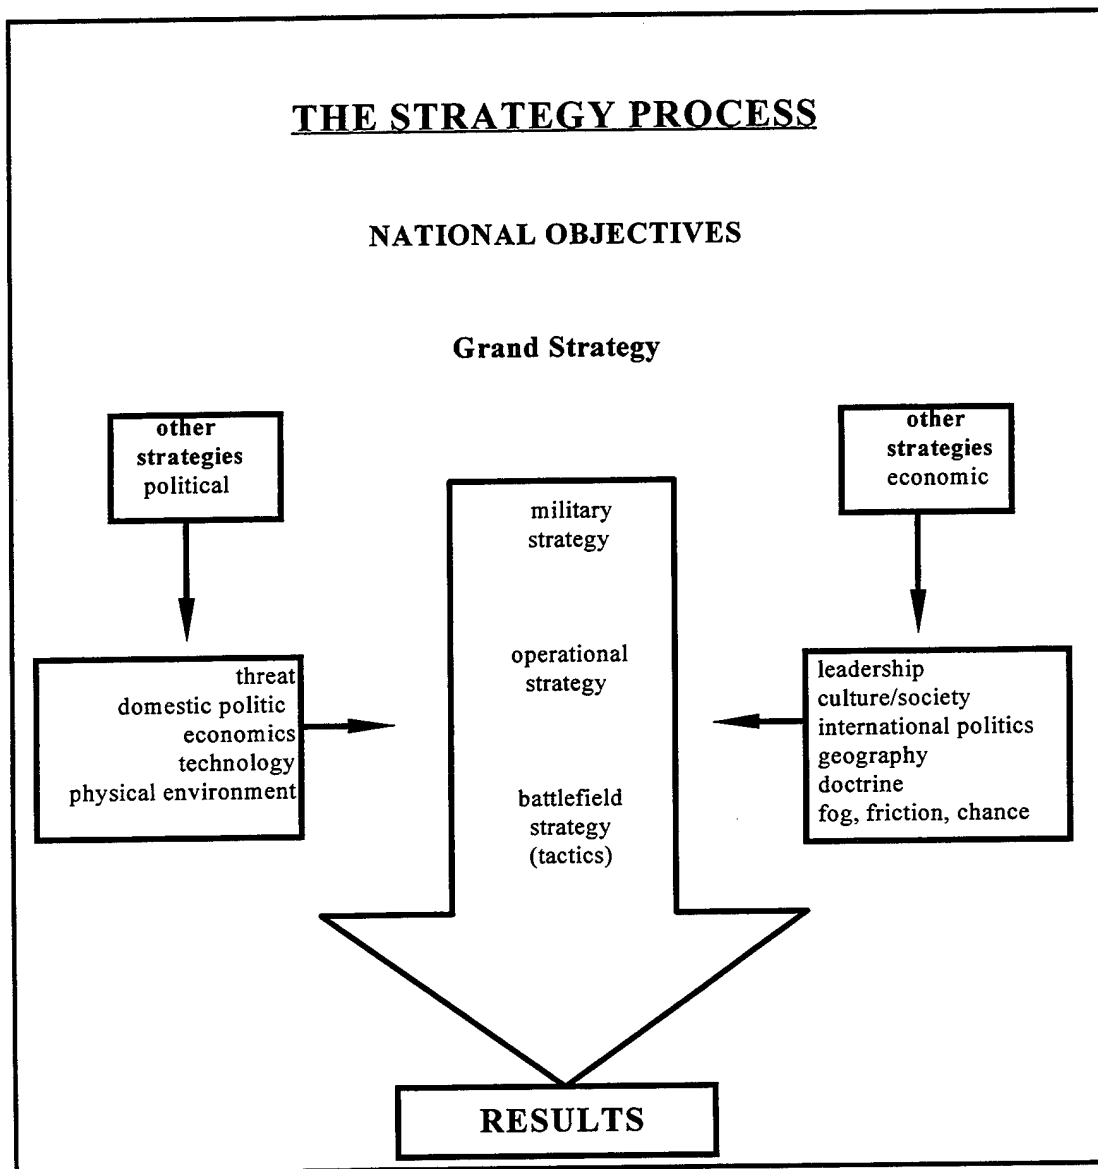 THE STRATEGY PROCESS
NATIONAL OBJECTIVES
Grand Strategy
other
strategies
political
other
strategies
economic
military
strategy
operational
strategy
battlefield
strategy
(tactics)
threat
domestic politic
economics
technology
physical environment
leadership
culture/society
international politics
geography
doctrine
fog, friction, chance
RESULTS